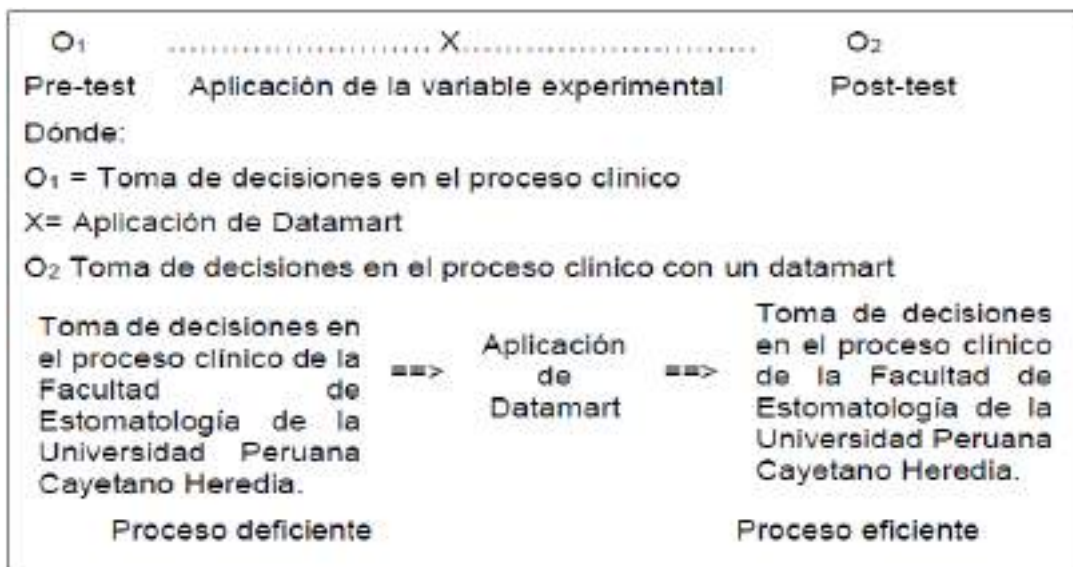 O₁ ..........................X............................. O₂
Pre-test Aplicación de la variable experimental Post-test
Dónde:
O₁ = Toma de decisiones en el proceso clínico
X= Aplicación de Datamart
O₂ Toma de decisiones en el proceso clínico con un datamart
Toma de decisiones en
el proceso clínico de la
Facultad de
Estomatología de la
Universidad Peruana
Cayetano Heredia.
==>
Aplicación
de
Datamart
==>
Toma de decisiones
en el proceso clínico
de la Facultad de
Estomatología de la
Universidad Peruana
Cayetano Heredia.
Proceso deficiente
Proceso eficiente